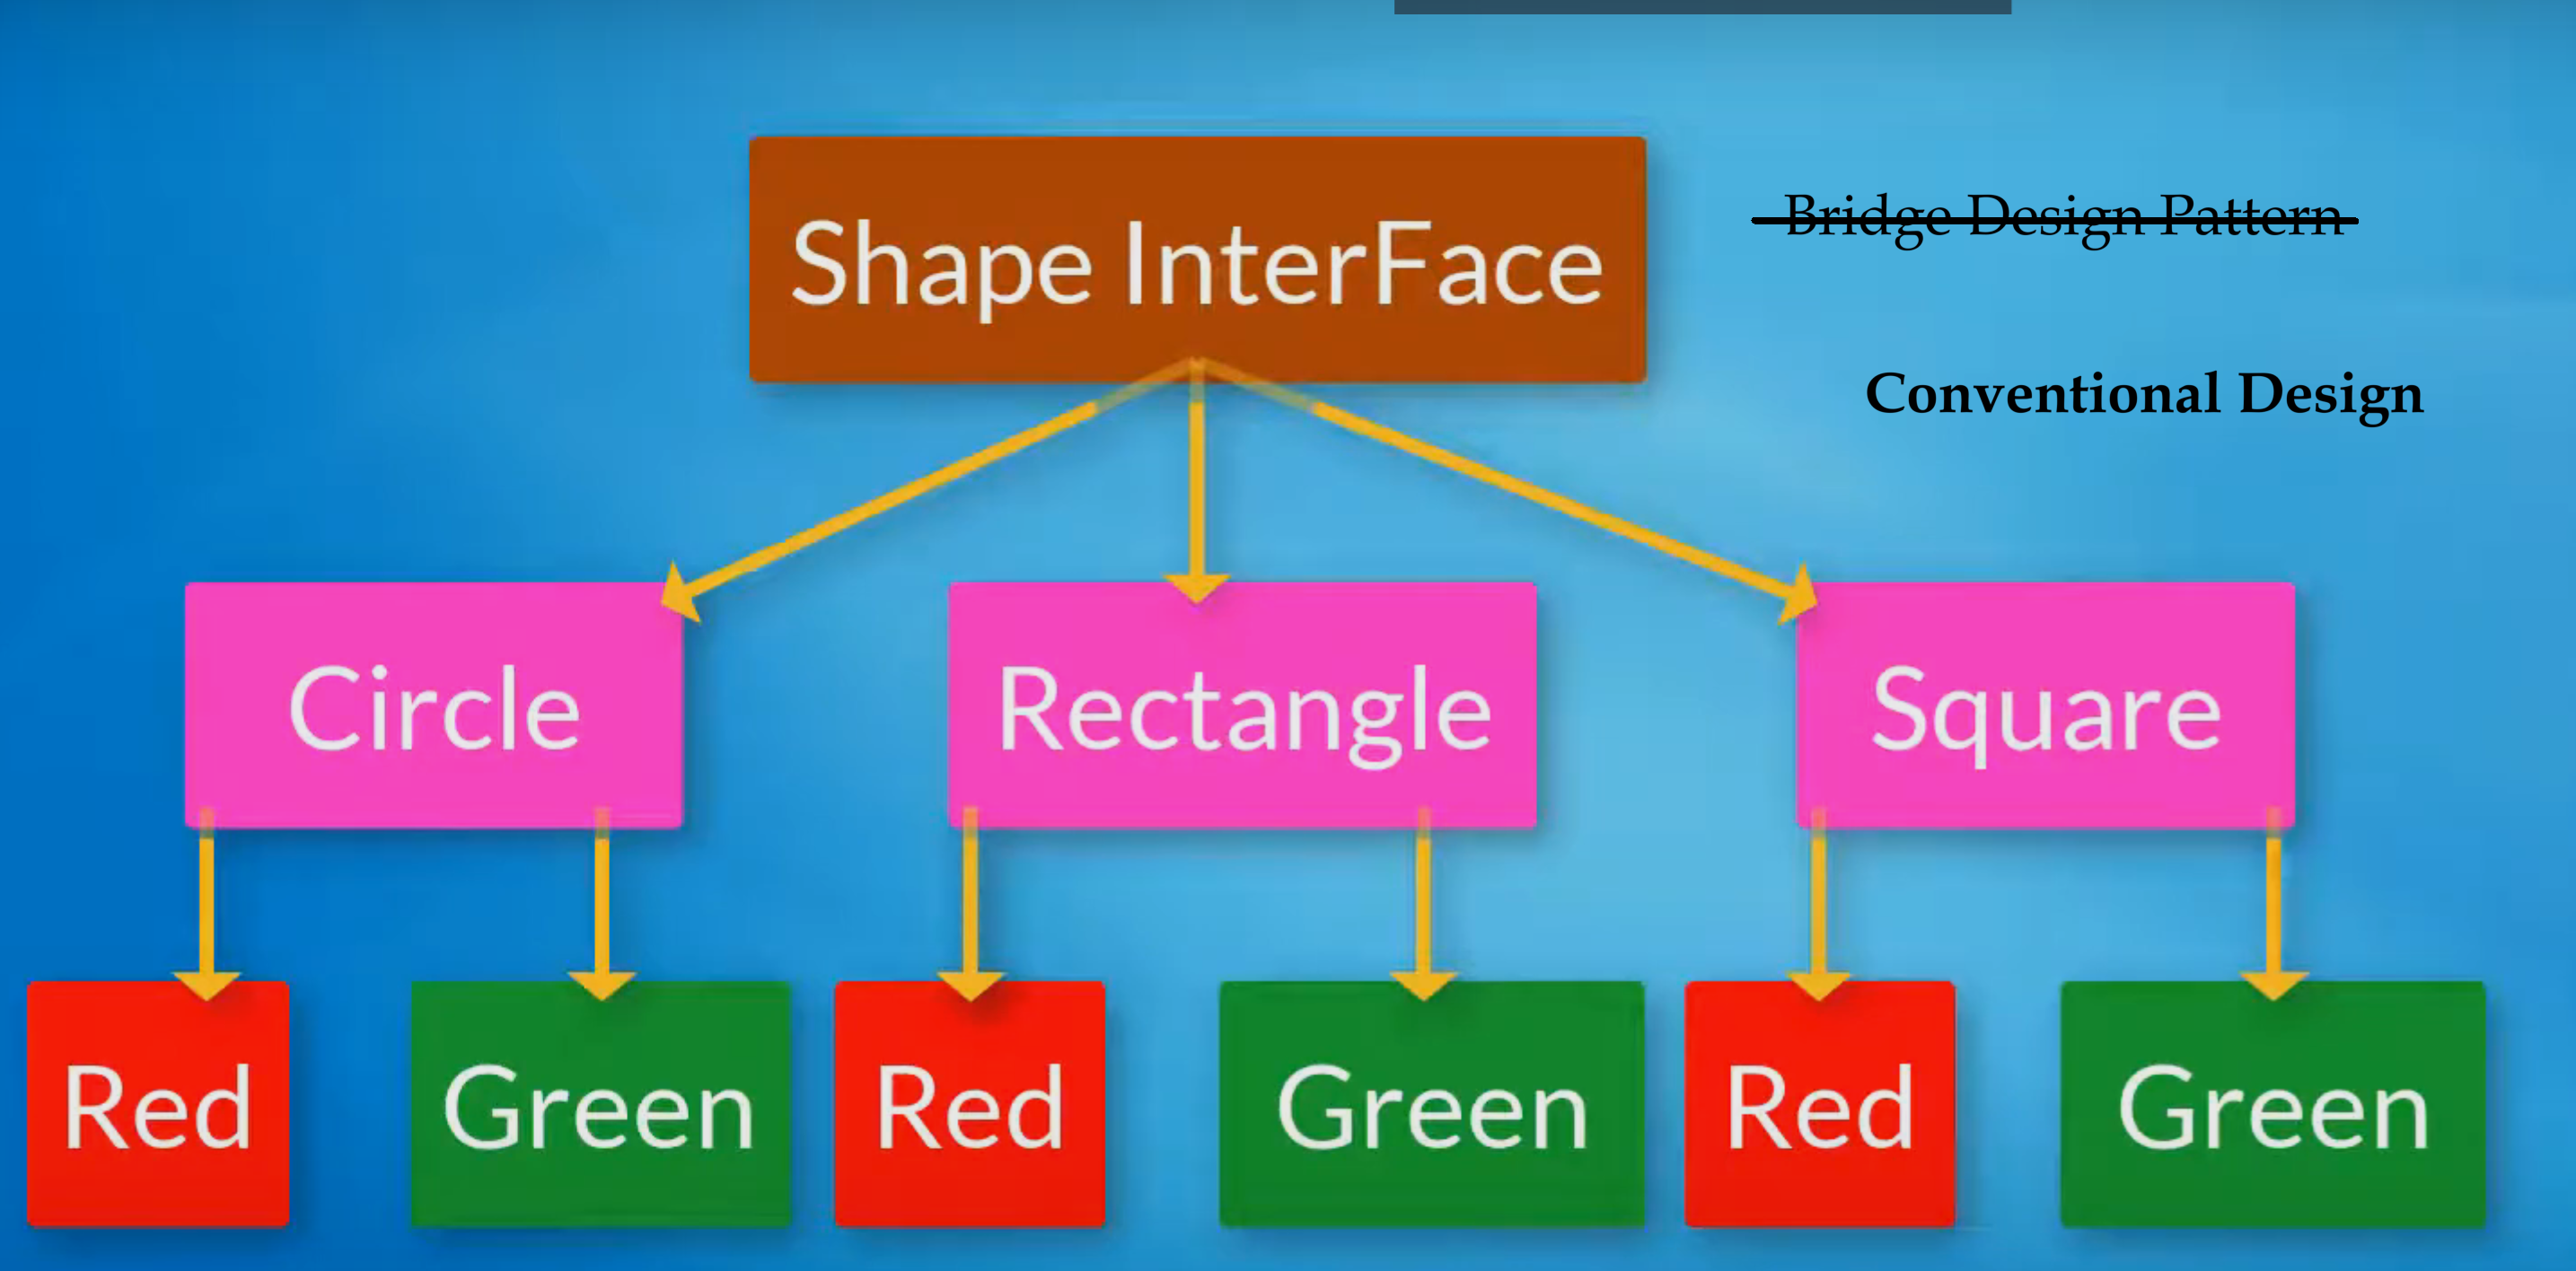 Shape InterFace
Bridge Design Pattern
Conventional Design
Circle
Rectangle
Square
Red
Green
Red
Green
Red
Green